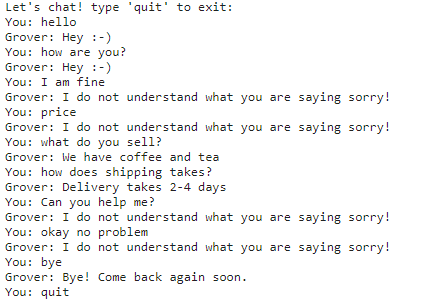 Let's chat! type 'quit' to exit:
You: hello
Grover: Hey :-)
You: how are you?
Grover: Hey :-)
You: I am fine
Grover: I do not understand what you are saying sorry!
You: price
Grover: I do not understand what you are saying sorry!
You: what do you sell?
Grover: We have coffee and tea
You: how does shipping takes?
Grover: Delivery takes 2-4 days
You: Can you help me?
Grover: I do not understand what you are saying sorry!
You: okay no problem
Grover: I do not understand what you are saying sorry!
You: bye
Grover: Bye! Come back again soon.
You: quit